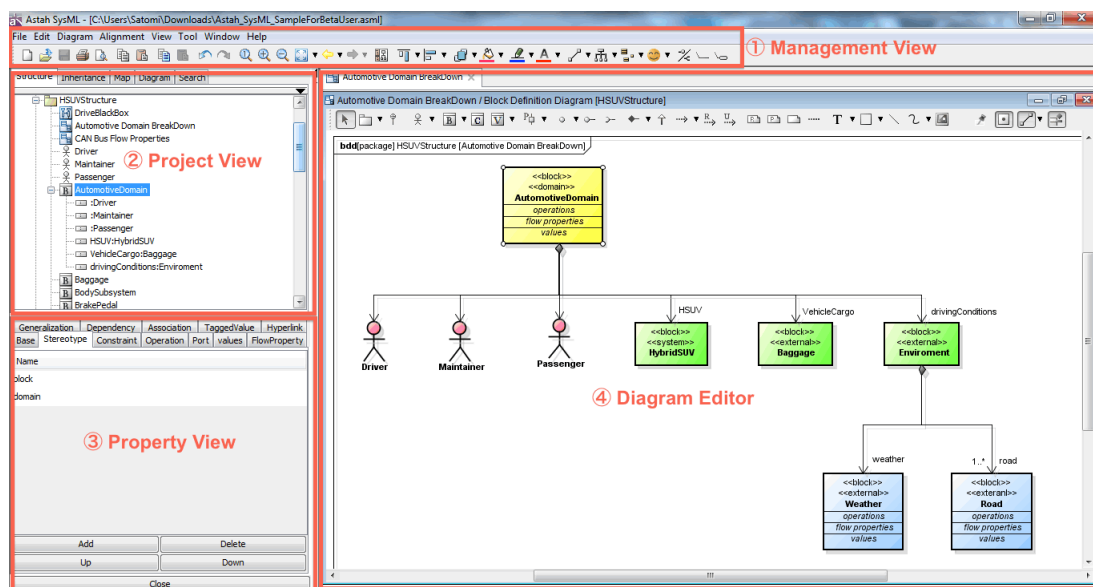 Astah SysML - [C:\Users\Satomi\Downloads\Astah_SysML_SampleForBetaUser.asml]
File Edit Diagram Alignment View Tool Window Help
① Management View
Structure Inheritance Map Diagram Search
HSUVStructure
DriveBlackBox
Automotive Domain BreakDown
CAN Bus Flow Properties
Driver
Maintainer
Passenger
AutomotiveDomain
:Driver
:Maintainer
:Passenger
HSUV:HybridSUV
VehicleCargo:Baggage
drivingConditions:Enviroment
Baggage
BodySubsystem
BrakePedal
② Project View
Generalization Dependency Association TaggedValue Hyperlink
Base Stereotype Constraint Operation Port values FlowProperty
Name
block
domain
③ Property View
Add Delete
Up Down
Close
Automotive Domain BreakDown
Automotive Domain BreakDown / Block Definition Diagram [HSUVStructure]
bdd[package] HSUVStructure [Automotive Domain BreakDown]
<<block>>
<<domain>>
AutomotiveDomain
operations
flow properties
values
HSUV VehicleCargo drivingConditions
Driver
Maintainer
Passenger
<<block>>
<<system>>
HybridSUV
<<block>>
<<external>>
Baggage
<<block>>
<<external>>
Enviroment
④ Diagram Editor
weather 1..* road
<<block>>
<<external>>
Weather
operations
flow properties
values
<<block>>
<<exteranl>>
Road
operations
flow properties
values